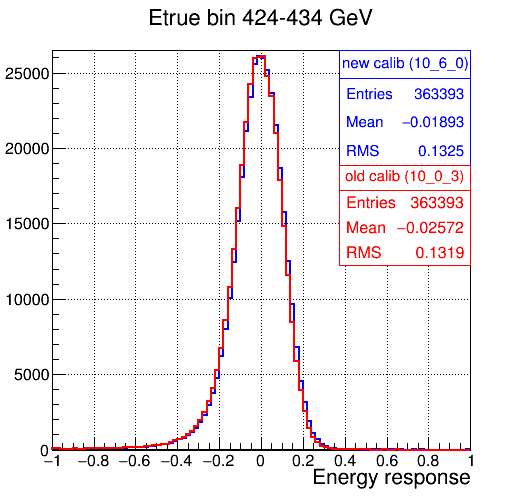 Etrue bin 424-434 GeV
25000
20000
15000
10000
5000
0
new calib (10_6_0)
Entries 363393
Mean −0.01893
RMS 0.1325
old calib (10_0_3)
Entries 363393
Mean −0.02572
RMS 0.1319
−1 −0.8 −0.6 −0.4 −0.2 0 0.2 0.4 0.6 0.8 1
Energy response